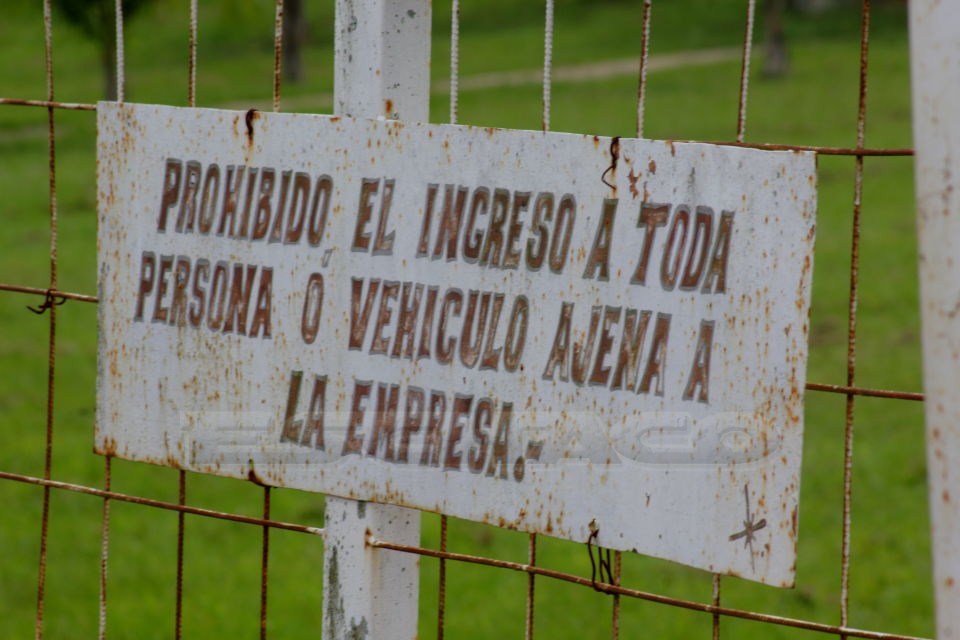 PROHIBIDO, EL INGRESO A TODA
PERSONA Ó VEHICULO AJENA A
LA EMPRESA.-